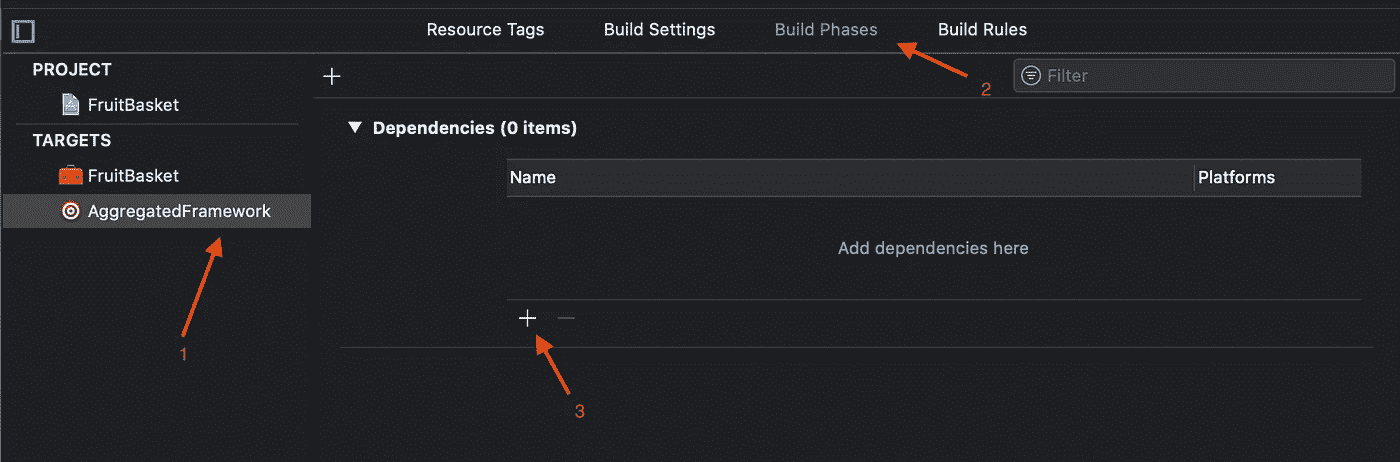 Resource Tags Build Settings Build Phases Build Rules
PROJECT
Filter
2
FruitBasket
Dependencies (0 items)
TARGETS
FruitBasket
Name Platforms
AggregatedFramework
Add dependencies here
1
3